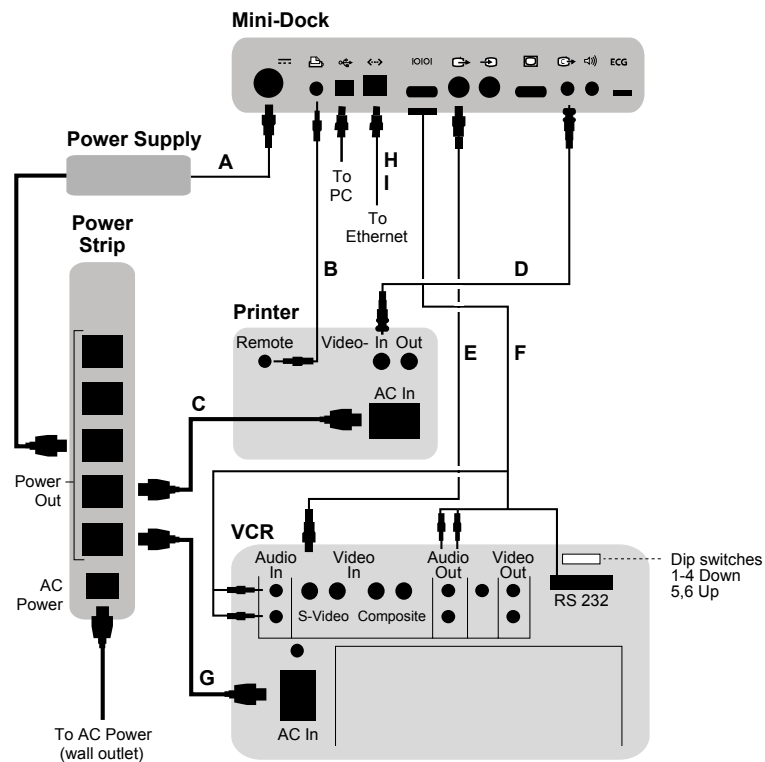 Mini-Dock
IOIOI
ECG
Power Supply
A
To
PC
H
I
To
Ethernet
Power
Strip
B
D
Printer
Remote
Video-
In
Out
E
F
AC In
C
Power
Out
VCR
Audio
In
Video
In
Audio
Out
Video
Out
Dip switches
1-4 Down
5,6 Up
RS 232
AC
Power
S-Video
Composite
G
AC In
To AC Power
(wall outlet)